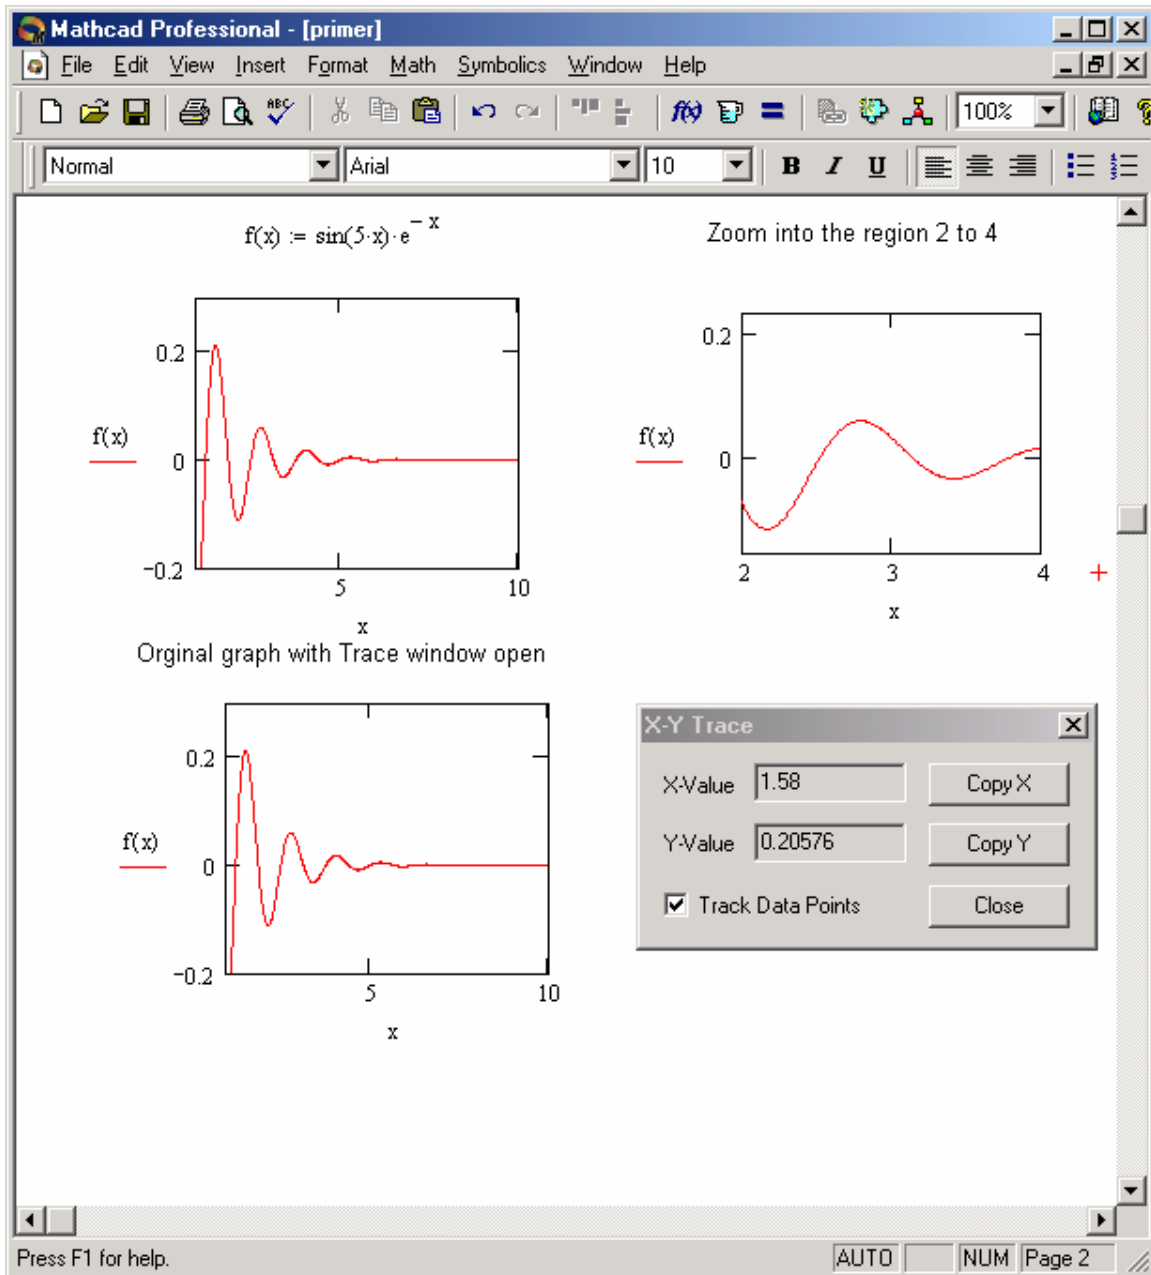 Mathcad Professional - [primer]
File Edit View Insert Format Math Symbolics Window Help
ABC f(x) = 100% ?
Normal Arial 10 B I U
f(x) := sin(5·x)·e^-x
Zoom into the region 2 to 4
0.2
f(x)
0
-0.2
5 10
x
0.2
f(x)
0
2 3 4
x
Orginal graph with Trace window open
0.2
f(x)
0
-0.2
5 10
x
X-Y Trace
X-Value 1.58 Copy X
Y-Value 0.20576 Copy Y
Track Data Points Close
Press F1 for help. AUTO NUM Page 2